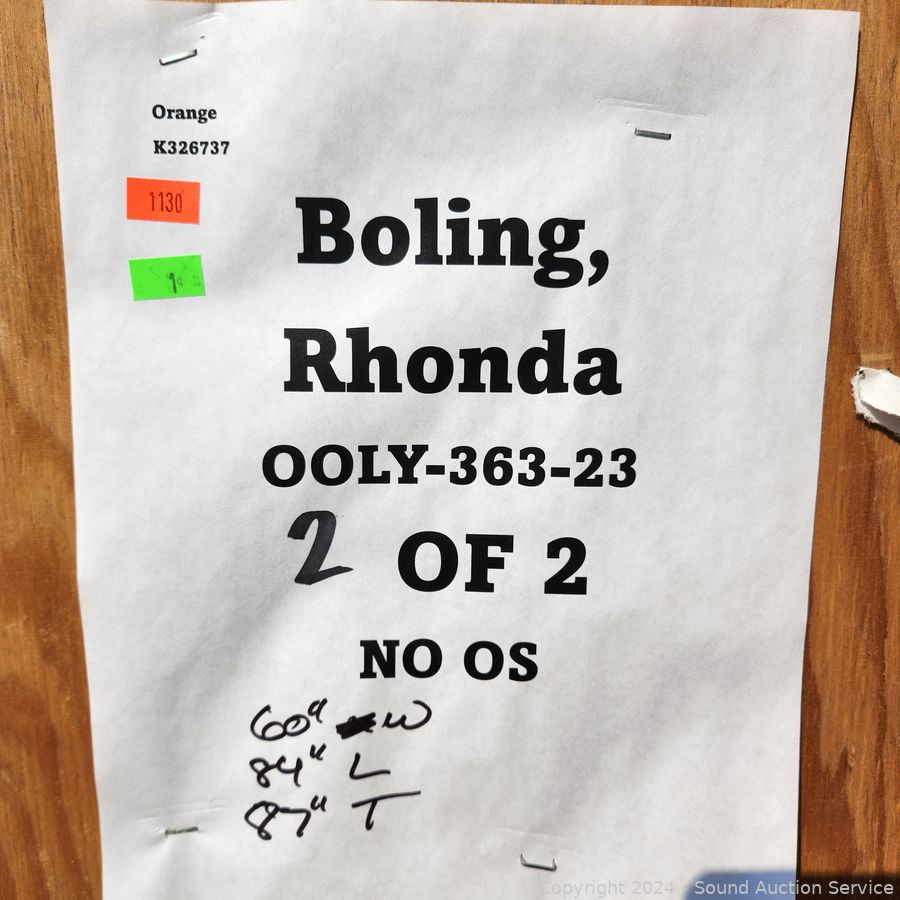 Orange
K326737
1130
1
Boling,
Rhonda
OOLY-363-23
2 OF 2
NO OS
60" W
84" L
87" T
Copyright 2024 - Sound Auction Service